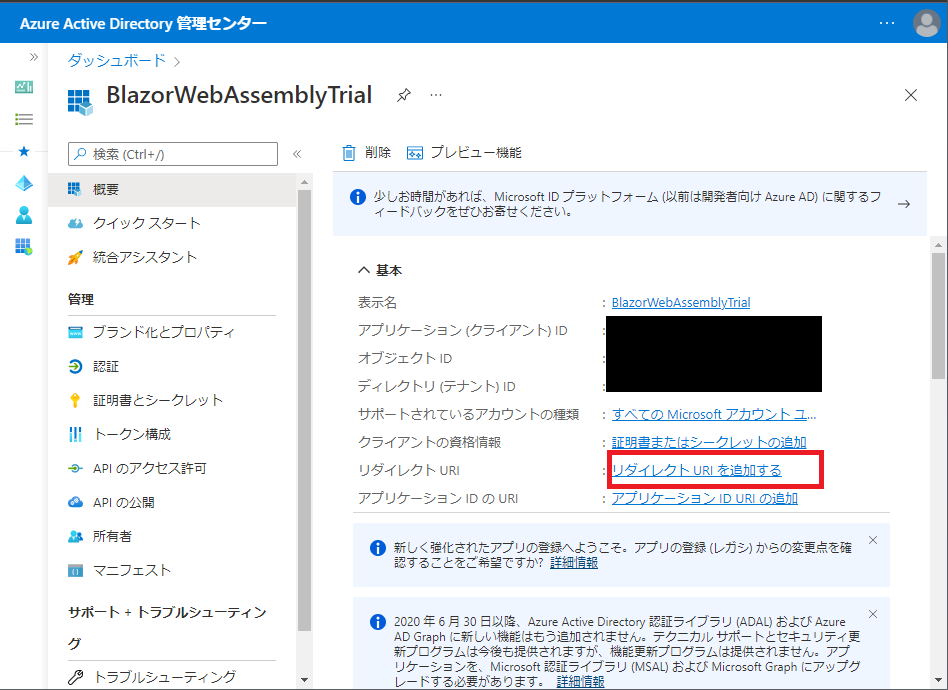 Azure Active Directory 管理センター
ダッシュボード
BlazorWebAssemblyTrial
検索 (Ctrl+/)
概要
クイック スタート
統合アシスタント
管理
ブランド化とプロパティ
認証
証明書とシークレット
トークン構成
API のアクセス許可
API の公開
所有者
マニフェスト
サポート + トラブルシューティン
グ
トラブルシューティング
削除
プレビュー機能
少しお時間があれば、Microsoft ID プラットフォーム (以前は開発者向け Azure AD) に関するフ
ィードバックをぜひお寄せください。
基本
表示名 : BlazorWebAssemblyTrial
アプリケーション (クライアント) ID :
オブジェクト ID :
ディレクトリ (テナント) ID :
サポートされているアカウントの種類 : すべての Microsoft アカウント ユ...
クライアントの資格情報 : 証明書またはシークレットの追加
リダイレクト URI : リダイレクト URI を追加する
アプリケーション ID の URI : アプリケーション ID URI の追加
新しく強化されたアプリの登録へようこそ。アプリの登録 (レガシ) からの変更点を確
認することをご希望ですか? 詳細情報
2020 年 6 月 30 日以降、Azure Active Directory 認証ライブラリ (ADAL) および Azure
AD Graph に新しい機能はもう追加されません。テクニカル サポートとセキュリティ更
新プログラムは今後も提供されますが、機能更新プログラムは提供されません。アプ
リケーションを、Microsoft 認証ライブラリ (MSAL) および Microsoft Graph にアップグ
レードする必要があります。 詳細情報